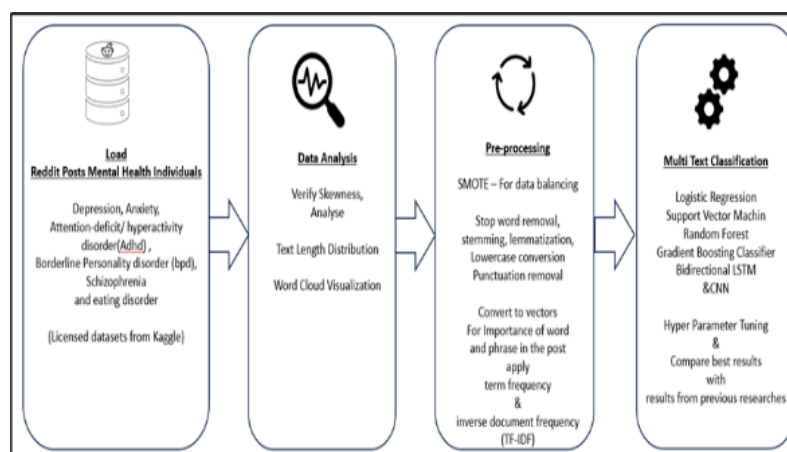 Load
Reddit Posts Mental Health Individuals
Depression, Anxiety,
Attention-deficit/ hyperactivity
disorder(Adhd) ,
Borderline Personality disorder (bpd),
Schizophrenia
and eating disorder
(Licensed datasets from Kaggle)
Data Analysis
Verify Skewness,
Analyse
Text Length Distribution
Word Cloud Visualization
Pre-processing
SMOTE – For data balancing
Stop word removal,
stemming, lemmatization,
Lowercase conversion
Punctuation removal
Convert to vectors
For Importance of word
and phrase in the post
apply
term frequency
&
inverse document frequency
(TF-IDF)
Multi Text Classification
Logistic Regression
Support Vector Machin
Random Forest
Gradient Boosting Classifier
Bidirectional LSTM
&CNN
Hyper Parameter Tuning
&
Compare best results
with
results from previous researches